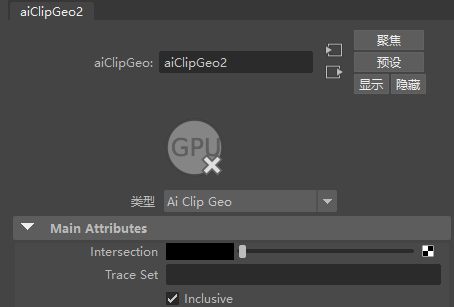 aiClipGeo2
aiClipGeo: aiClipGeo2
聚焦
预设
显示 隐藏
GPU
类型 Ai Clip Geo
Main Attributes
Intersection
Trace Set
Inclusive